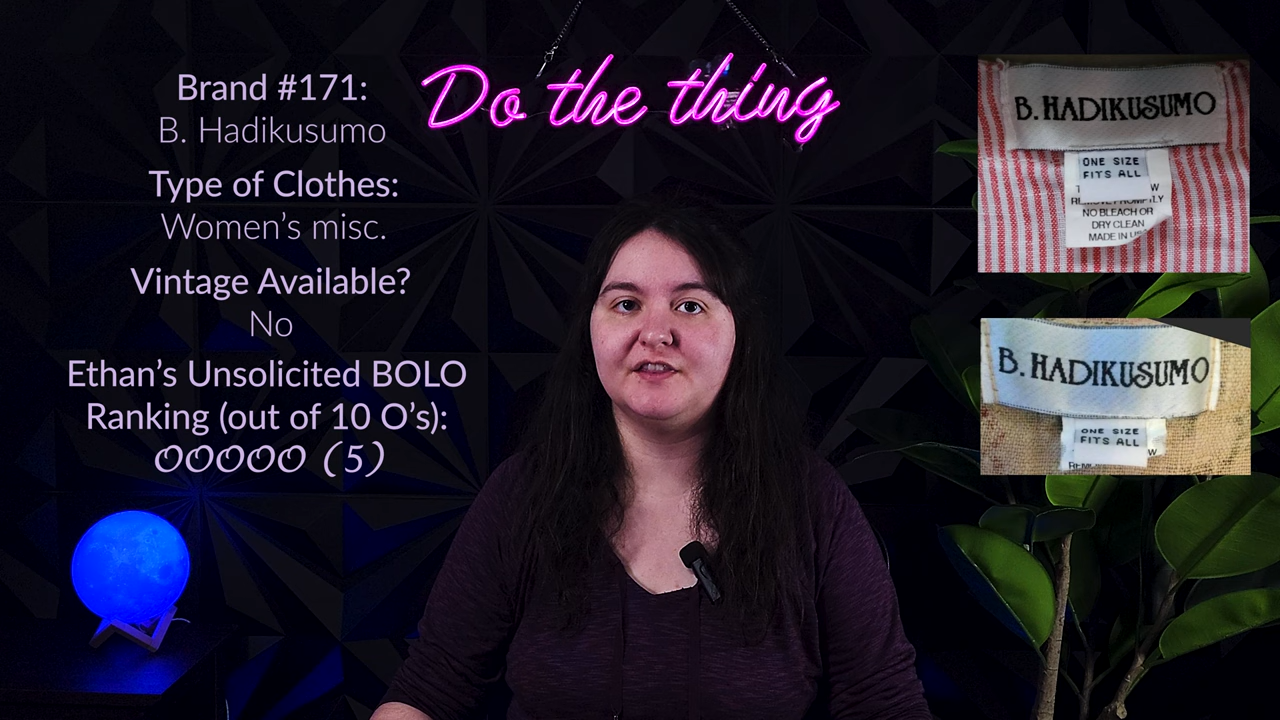 Brand #171:
B. Hadikusumo
Type of Clothes:
Women's misc.
Vintage Available?
No
Ethan's Unsolicited BOLO
Ranking (out of 10 O's):
OOOOO (5)
Do the thing
B. HADIKUSUMO
ONE SIZE
FITS ALL
NO BLEACH OR
DRY CLEAN
MADE IN
B. HADIKUSUMO
ONE SIZE
FITS ALL